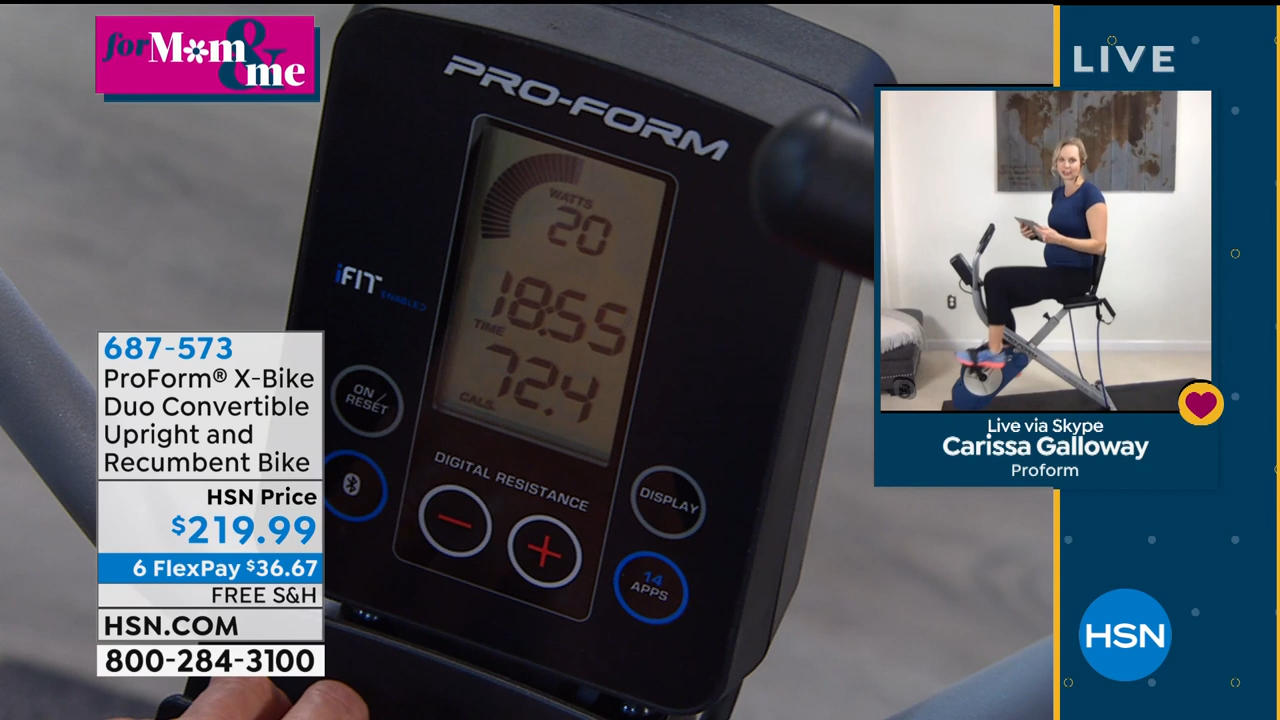 for Mom
& me
LIVE
PRO-FORM
WATTS
20
18:55
TIME
72.4
CALS.
iFIT
ENABLED
ON/
RESET
DIGITAL RESISTANCE
DISPLAY
14
APPS
687-573
ProForm® X-Bike
Duo Convertible
Upright and
Recumbent Bike
HSN Price
$219.99
6 FlexPay $36.67
FREE S&H
HSN.COM
800-284-3100
Live via Skype
Carissa Galloway
Proform
HSN